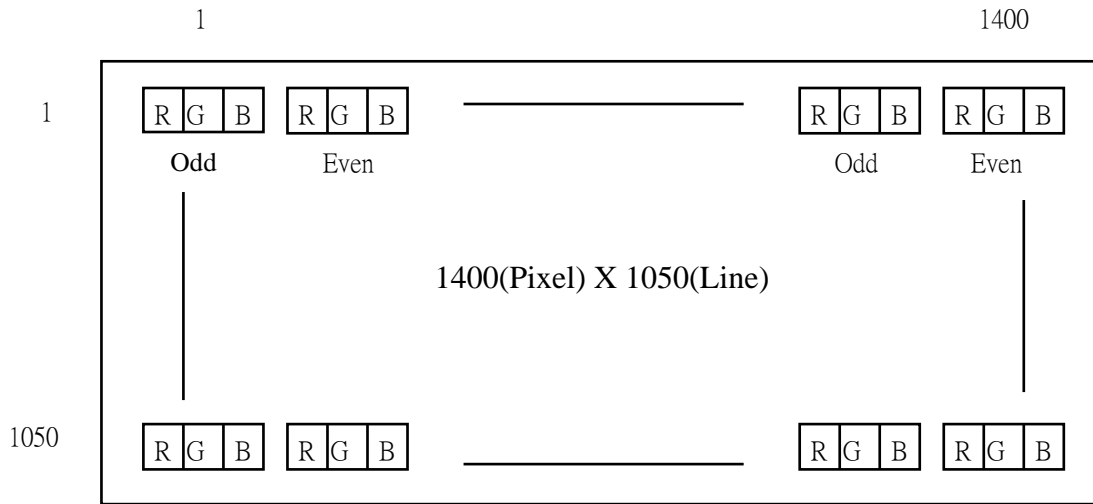 1 1400
1 R G B R G B R G B R G B
Odd Even Odd Even
1400(Pixel) X 1050(Line)
1050 R G B R G B R G B R G B